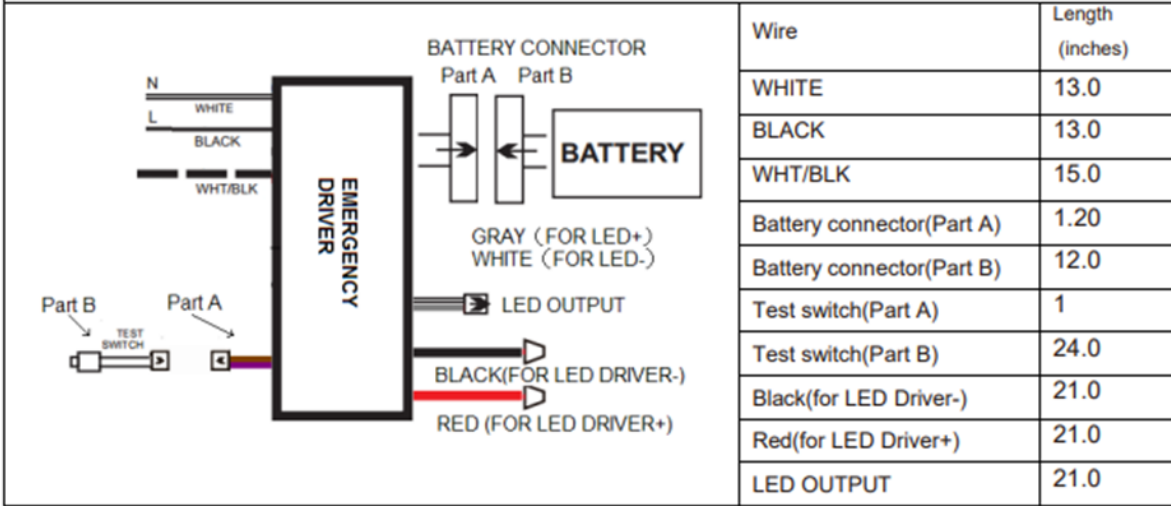 BATTERY CONNECTOR
Part A Part B
N
WHITE
L
BLACK
WHT/BLK
BATTERY
EMERGENCY
DRIVER
GRAY (FOR LED+)
WHITE (FOR LED-)
LED OUTPUT
Part B
Part A
TEST
SWITCH
BLACK(FOR LED DRIVER-)
RED (FOR LED DRIVER+)
Wire Length
(inches)
WHITE 13.0
BLACK 13.0
WHT/BLK 15.0
Battery connector(Part A) 1.20
Battery connector(Part B) 12.0
Test switch(Part A) 1
Test switch(Part B) 24.0
Black(for LED Driver-) 21.0
Red(for LED Driver+) 21.0
LED OUTPUT 21.0